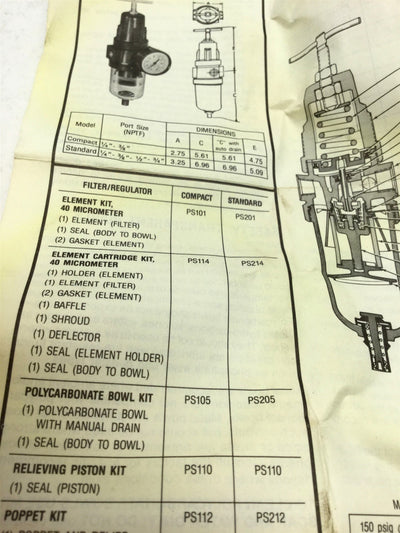 E
C
A
Model Port Size (NPTF) DIMENSIONS
A C "C" with auto drain E
Compact ¼"- ⅜" 2.75 5.61 5.61 4.75
Standard ¼"- ⅜"- ½"- ¾" 3.25 6.96 6.96 5.09
FILTER/REGULATOR COMPACT STANDARD
ELEMENT KIT, PS101 PS201
40 MICROMETER
(1) ELEMENT (FILTER)
(1) SEAL (BODY TO BOWL)
(2) GASKET (ELEMENT)
ELEMENT CARTRIDGE KIT, PS114 PS214
40 MICROMETER
(1) HOLDER (ELEMENT)
(1) ELEMENT (FILTER)
(2) GASKET (ELEMENT)
(1) BAFFLE
(1) SHROUD
(1) DEFLECTOR
(1) SEAL (ELEMENT HOLDER)
(1) SEAL (BODY TO BOWL)
POLYCARBONATE BOWL KIT PS105 PS205
(1) POLYCARBONATE BOWL
WITH MANUAL DRAIN
(1) SEAL (BODY TO BOWL)
RELIEVING PISTON KIT PS110 PS110
(1) SEAL (PISTON)
POPPET KIT PS112 PS212
150 psig